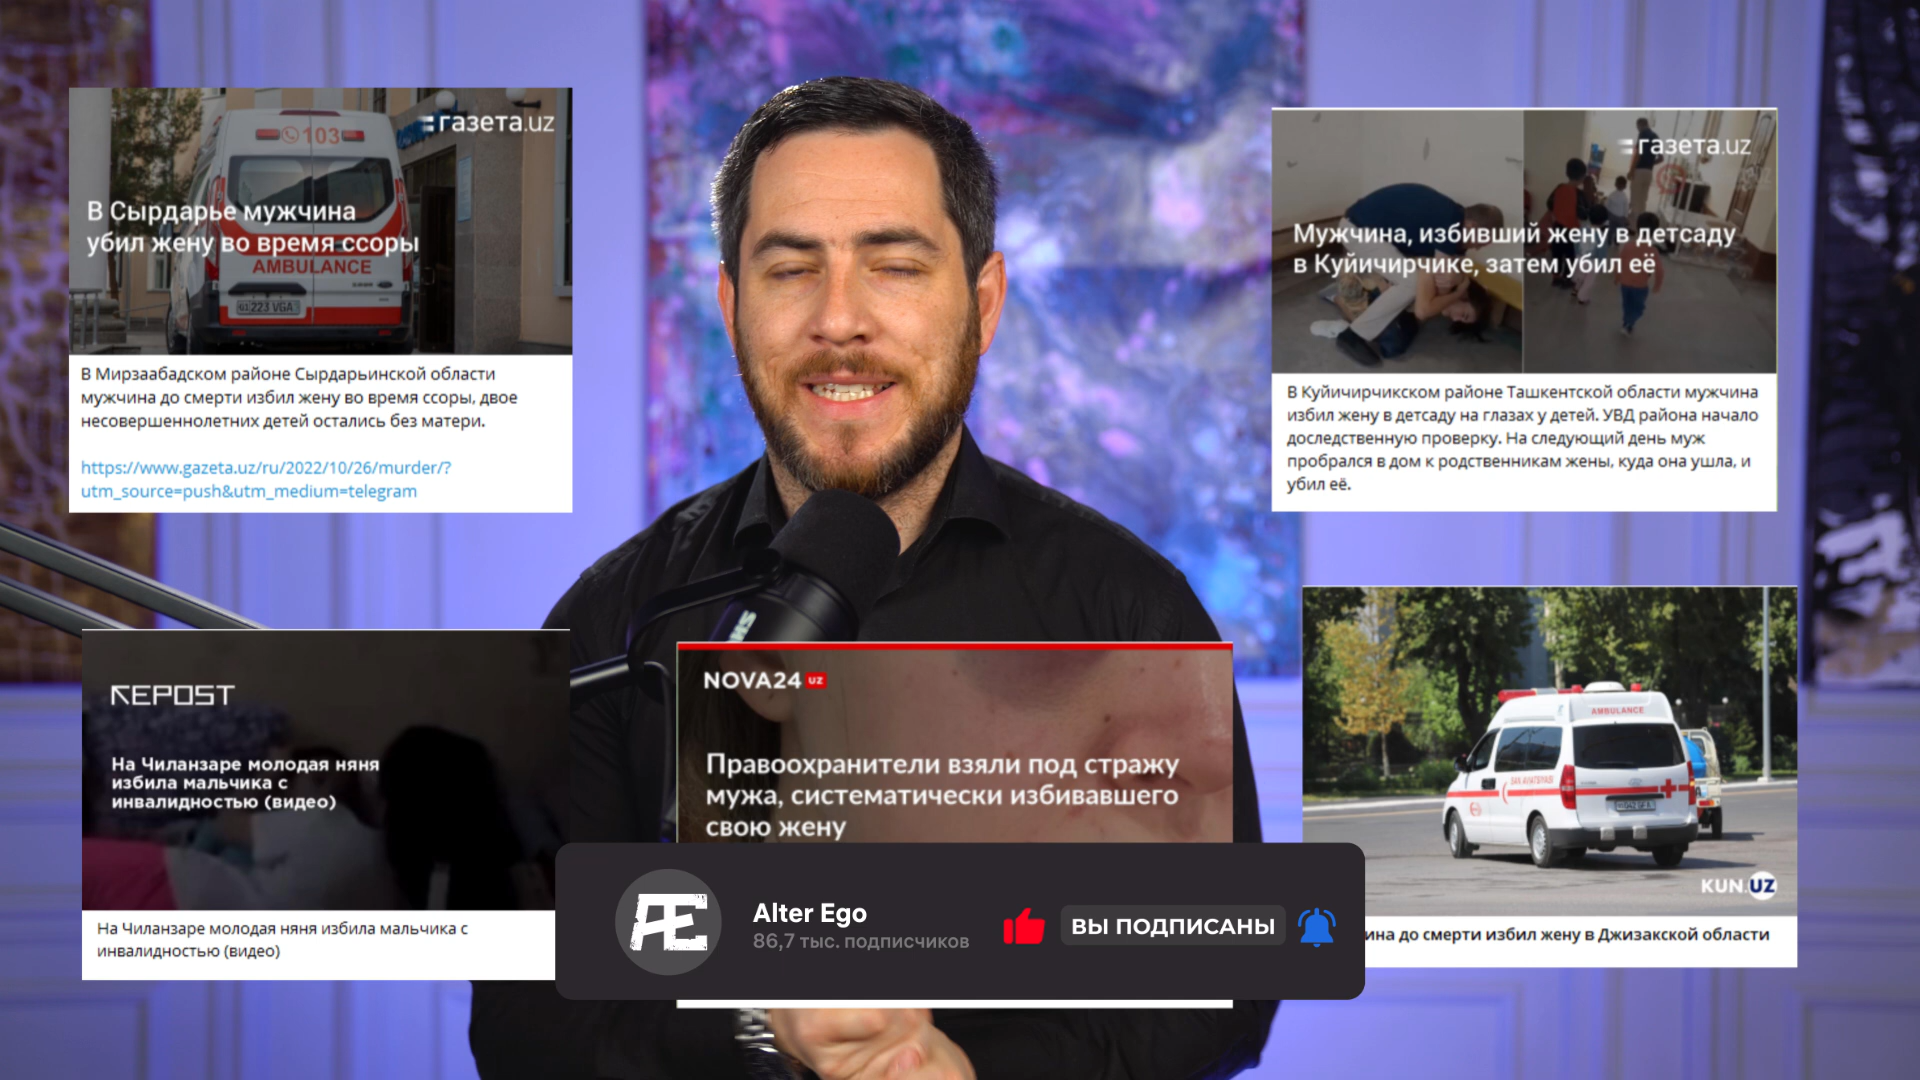 103
газета.uz
В Сырдарье мужчина
убил жену во время ссоры
AMBULANCE
223 VGA
В Мирзаабадском районе Сырдарьинской области
мужчина до смерти избил жену во время ссоры, двое
несовершеннолетних детей остались без матери.
https://www.gazeta.uz/ru/2022/10/26/murder/?
utm_source=push&utm_medium=telegram
газета.uz
Мужчина, избивший жену в детсаду
в Куйичирчике, затем убил её
В Куйичирчикском районе Ташкентской области мужчина
избил жену в детсаду на глазах у детей. УВД района начало
доследственную проверку. На следующий день муж
пробрался в дом к родственникам жены, куда она ушла, и
убил её.
REPOST
На Чиланзаре молодая няня
избила мальчика с
инвалидностью (видео)
На Чиланзаре молодая няня избила мальчика с
инвалидностью (видео)
NOVA24 UZ
Правоохранители взяли под стражу
мужа, систематически избивавшего
свою жену
AMBULANCE
KUN.UZ
ина до смерти избил жену в Джизакской области
Æ
Alter Ego
86,7 тыс. подписчиков
ВЫ ПОДПИСАНЫ